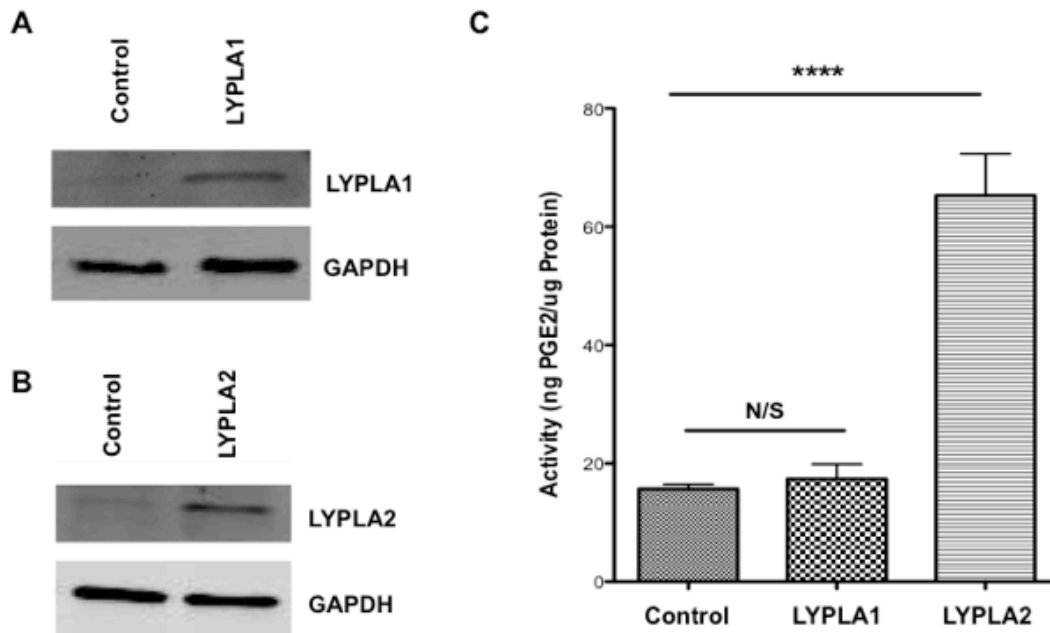 A
Control
LYPLA1
LYPLA1
GAPDH
B
Control
LYPLA2
LYPLA2
GAPDH
C
Activity (ng PGE2/ug Protein)
80
60
40
20
0
****
N/S
Control LYPLA1 LYPLA2